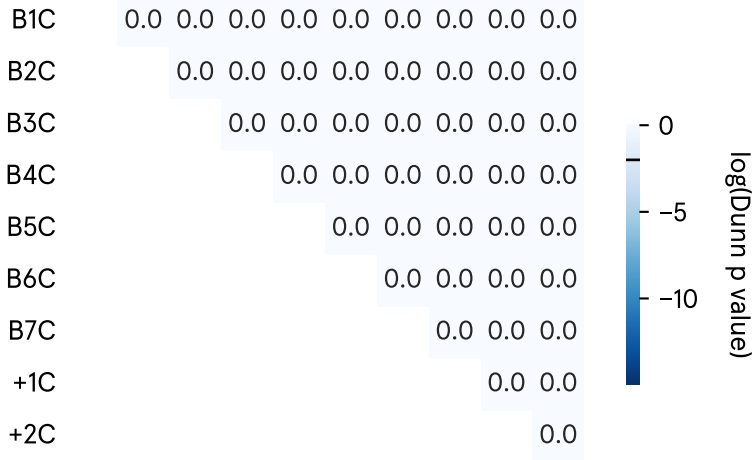 B1C 0.0 0.0 0.0 0.0 0.0 0.0 0.0 0.0 0.0
B2C 0.0 0.0 0.0 0.0 0.0 0.0 0.0 0.0
B3C 0.0 0.0 0.0 0.0 0.0 0.0 0.0
B4C 0.0 0.0 0.0 0.0 0.0 0.0
B5C 0.0 0.0 0.0 0.0 0.0
B6C 0.0 0.0 0.0 0.0
B7C 0.0 0.0 0.0
+1C 0.0 0.0
+2C 0.0
0
−5
−10
log(Dunn p value)